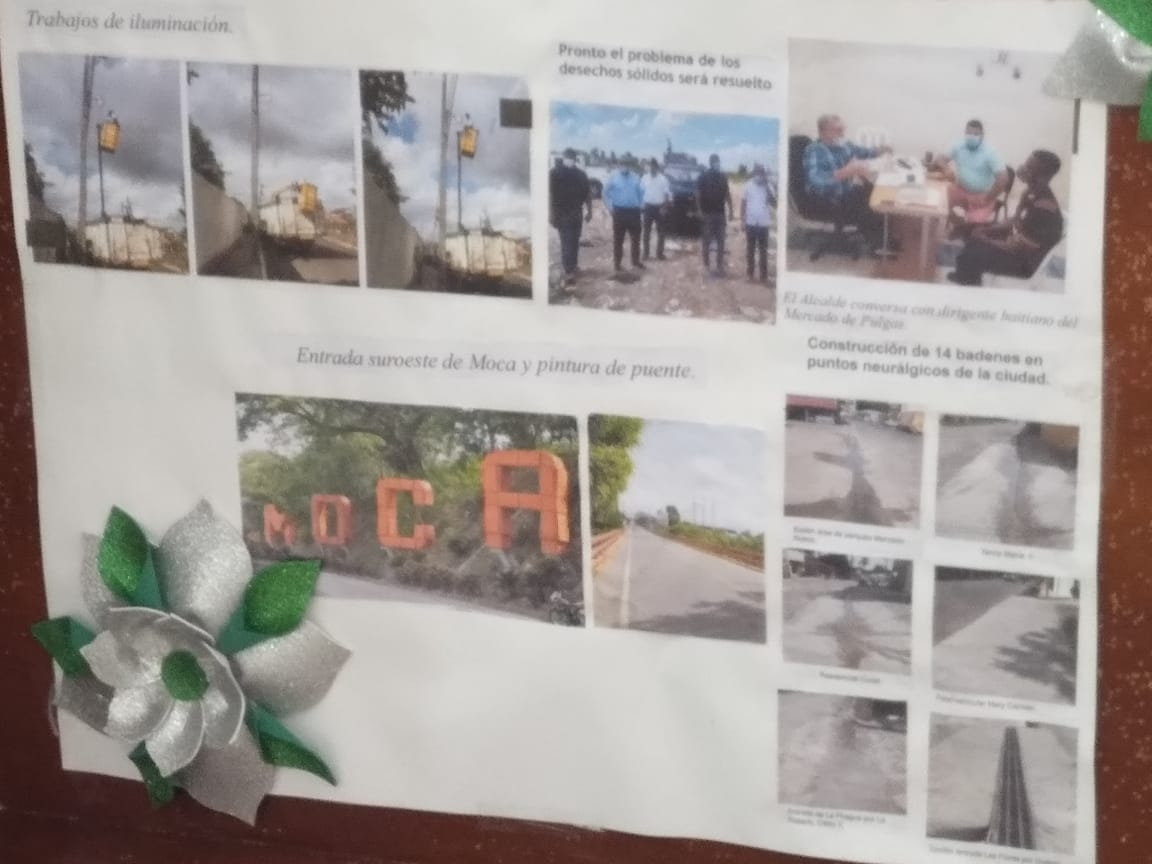 Trabajos de iluminación.
Pronto el problema de los
desechos sólidos será resuelto
El Alcalde conversa con dirigente haitiano del
Mercado de Pulgas.
Entrada suroeste de Moca y pintura de puente.
Construcción de 14 badenes en
puntos neurálgicos de la ciudad.
MOCA